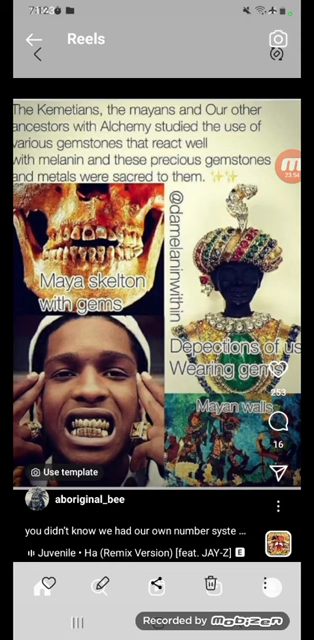 7:12
Reels
The Kemetians, the mayans and Our other
ancestors with Alchemy studied the use of
various gemstones that react well
with melanin and these precious gemstones
and metals were sacred to them.
23:54
@damelaninwithin
Maya skelton
with gems
Depections of us
Wearing gems
253
Mayan walls
16
Use template
aboriginal_bee
you didn't know we had our own number syste ...
Juvenile • Ha (Remix Version) [feat. JAY-Z] E
Recorded by Mobizen